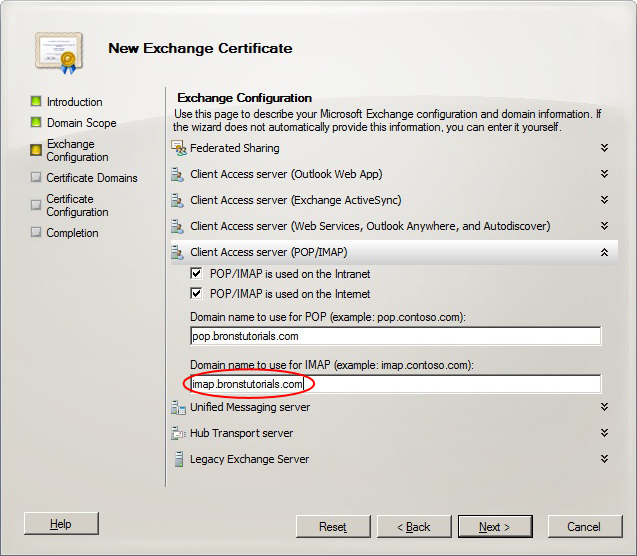 New Exchange Certificate
Introduction
Domain Scope
Exchange
Configuration
Certificate Domains
Certificate
Configuration
Completion
Exchange Configuration
Use this page to describe your Microsoft Exchange configuration and domain information. If
the wizard does not automatically provide this information, you can enter it yourself.
Federated Sharing
Client Access server (Outlook Web App)
Client Access server (Exchange ActiveSync)
Client Access server (Web Services, Outlook Anywhere, and Autodiscover)
Client Access server (POP/IMAP)
POP/IMAP is used on the Intranet
POP/IMAP is used on the Internet
Domain name to use for POP (example: pop.contoso.com):
pop.bronstutorials.com
Domain name to use for IMAP (example: imap.contoso.com):
imap.bronstutorials.com
Unified Messaging server
Hub Transport server
Legacy Exchange Server
Help
Reset
< Back
Next >
Cancel